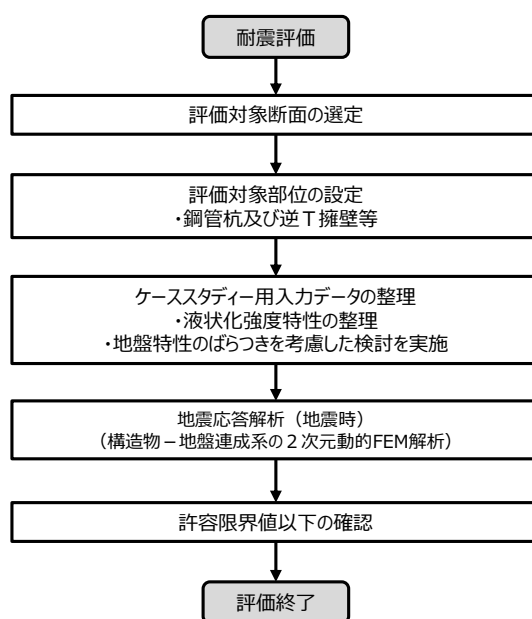 耐震評価
評価対象断面の選定
評価対象部位の設定
・鋼管杭及び逆T擁壁等
ケーススタディー用入力データの整理
・液状化強度特性の整理
・地盤特性のばらつきを考慮した検討を実施
地震応答解析（地震時）
（構造物－地盤連成系の２次元動的FEM解析）
許容限界値以下の確認
評価終了